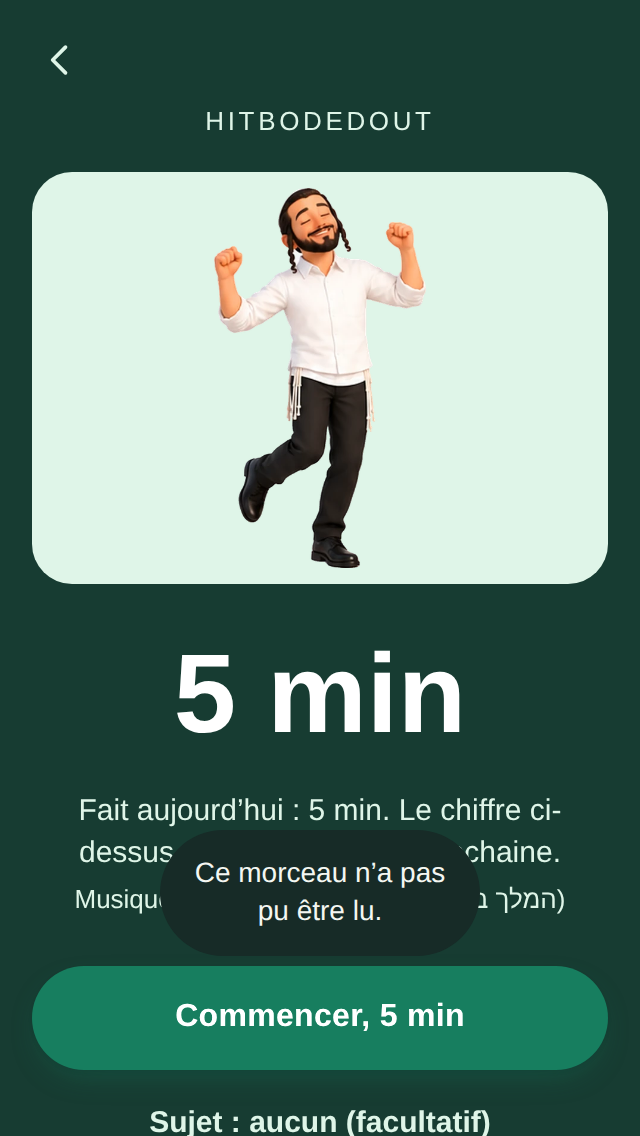 HITBODEDOUT
5 min
Fait aujourd’hui : 5 min. Le chiffre ci-
dessus chaine.
Ce morceau n’a pas
pu être lu.
Musique המלך ב)
Commencer, 5 min
Sujet : aucun (facultatif)